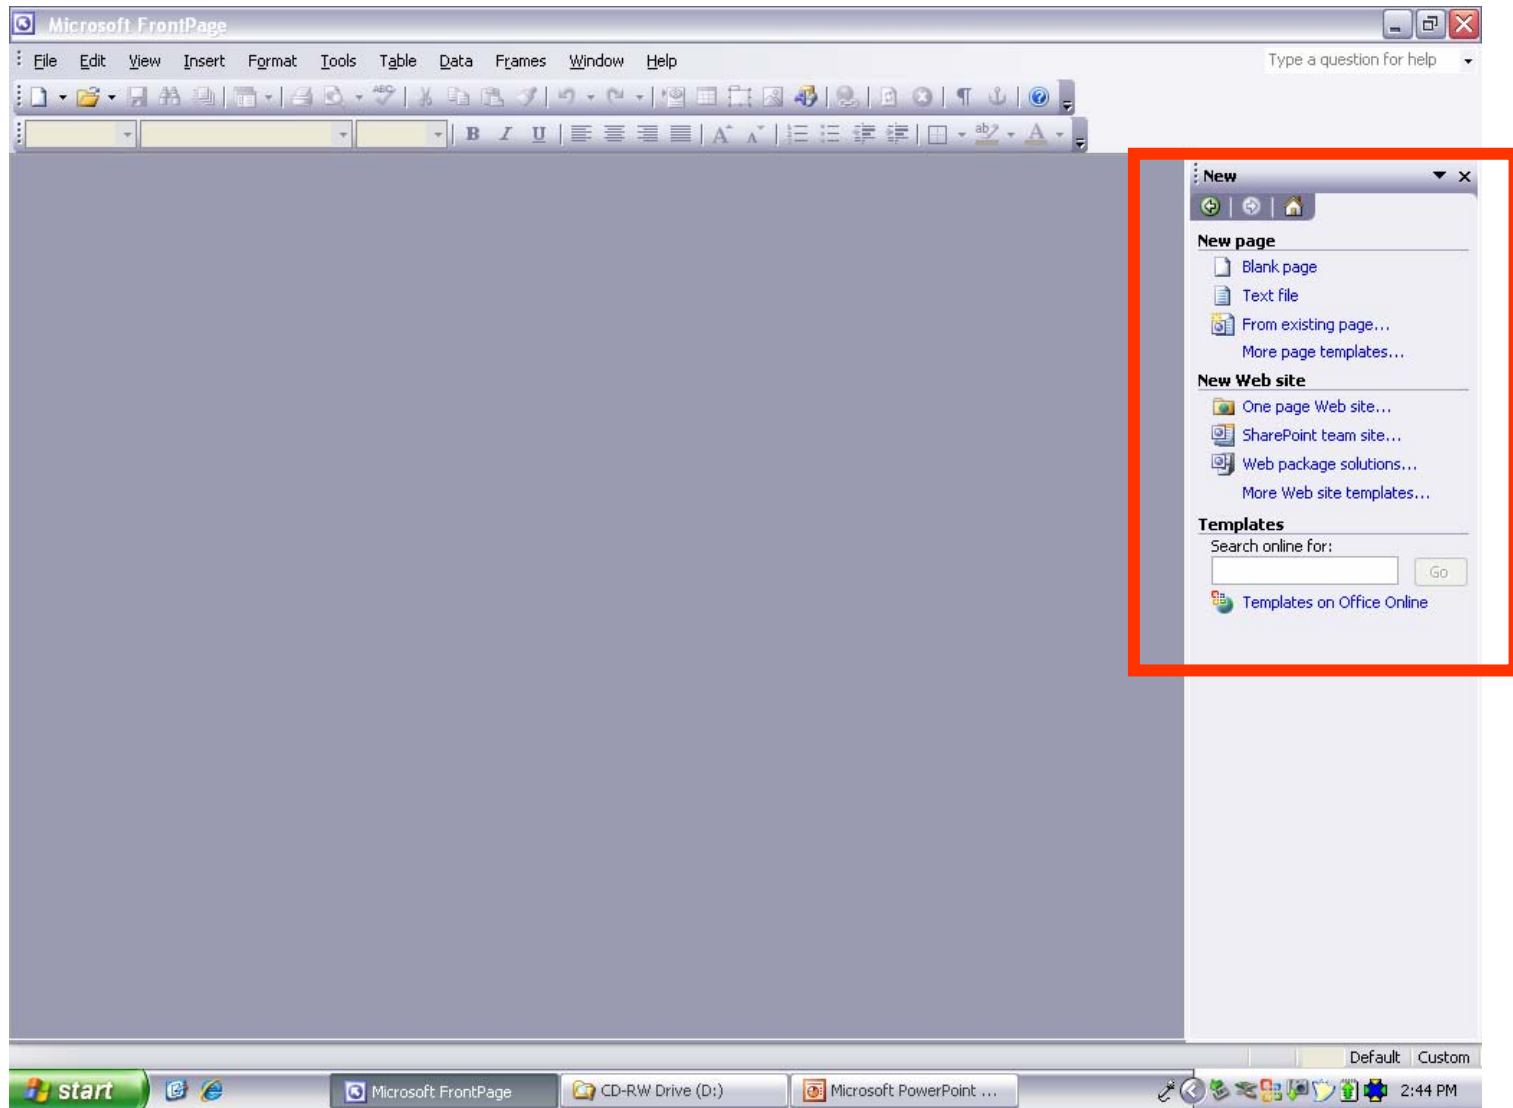 Microsoft FrontPage
File Edit View Insert Format Tools Table Data Frames Window Help Type a question for help
B I U A A ab A
New
New page
Blank page
Text file
From existing page...
More page templates...
New Web site
One page Web site...
SharePoint team site...
Web package solutions...
More Web site templates...
Templates
Search online for:
Go
Templates on Office Online
Default Custom
start Microsoft FrontPage CD-RW Drive (D:) Microsoft PowerPoint ... 2:44 PM